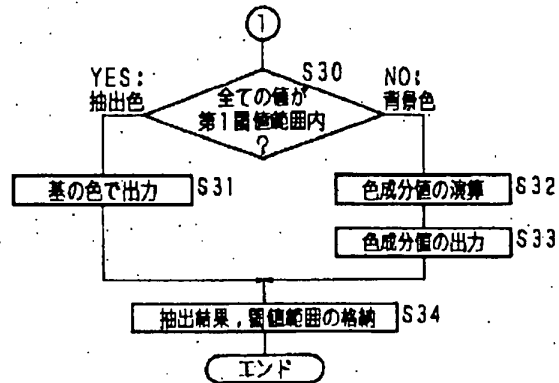 1
YES:
抽出色
S30
NO:
背景色
全ての値が
第1閾値範囲内
?
基の色で出力
S31
色成分値の演算
S32
色成分値の出力
S33
抽出結果,閾値範囲の格納
S34
エンド